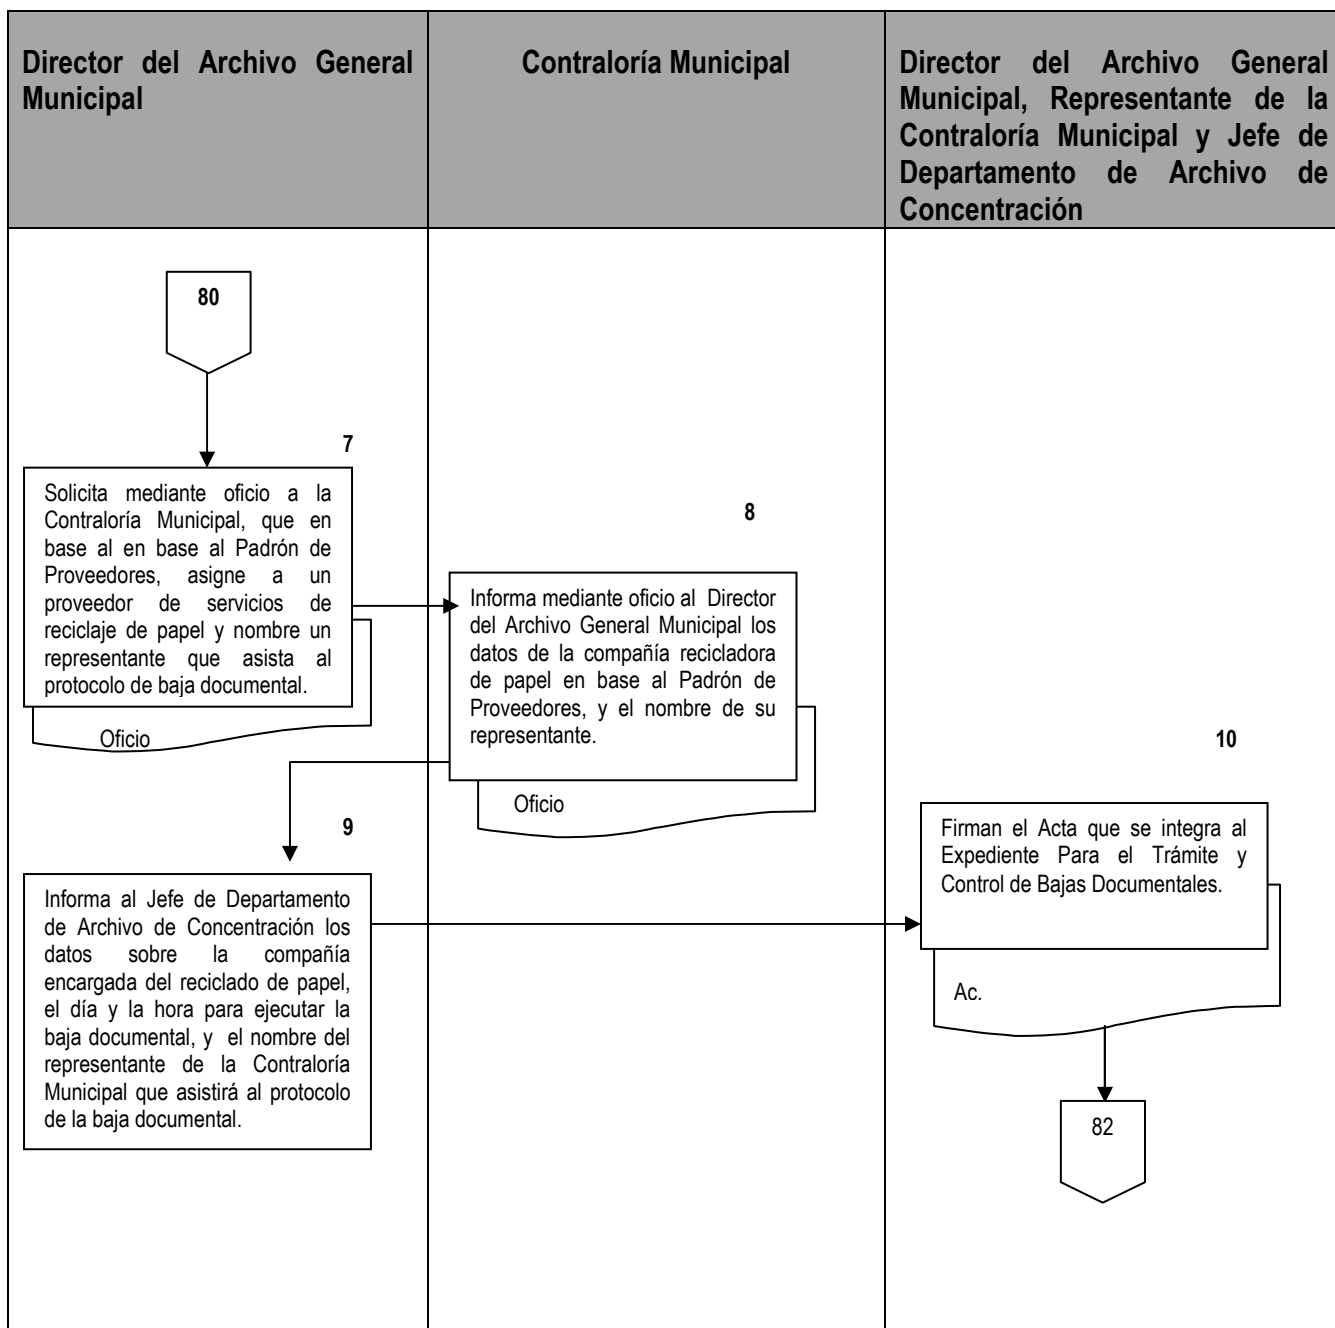 Director del Archivo General
Municipal
Contraloría Municipal
Director del Archivo General
Municipal, Representante de la
Contraloría Municipal y Jefe de
Departamento de Archivo de
Concentración
80
7
Solicita mediante oficio a la
Contraloría Municipal, que en
base al en base al Padrón de
Proveedores, asigne a un
proveedor de servicios de
reciclaje de papel y nombre un
representante que asista al
protocolo de baja documental.
Oficio
8
Informa mediante oficio al Director
del Archivo General Municipal los
datos de la compañía recicladora
de papel en base al Padrón de
Proveedores, y el nombre de su
representante.
Oficio
9
Informa al Jefe de Departamento
de Archivo de Concentración los
datos sobre la compañía
encargada del reciclado de papel,
el día y la hora para ejecutar la
baja documental, y el nombre del
representante de la Contraloría
Municipal que asistirá al protocolo
de la baja documental.
10
Firman el Acta que se integra al
Expediente Para el Trámite y
Control de Bajas Documentales.
Ac.
82